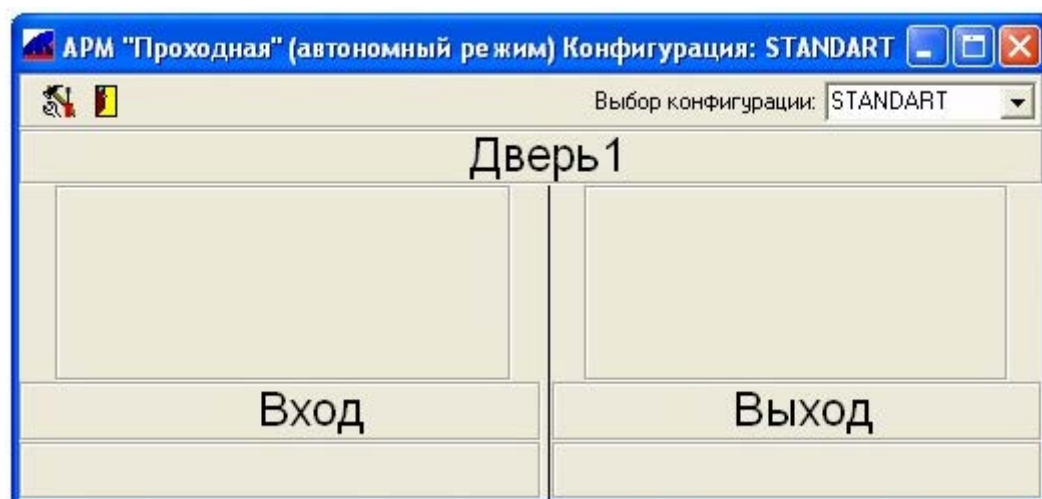 АРМ "Проходная" (автономный режим) Конфигурация: STANDART
Выбор конфигурации: STANDART
Дверь1
Вход Выход